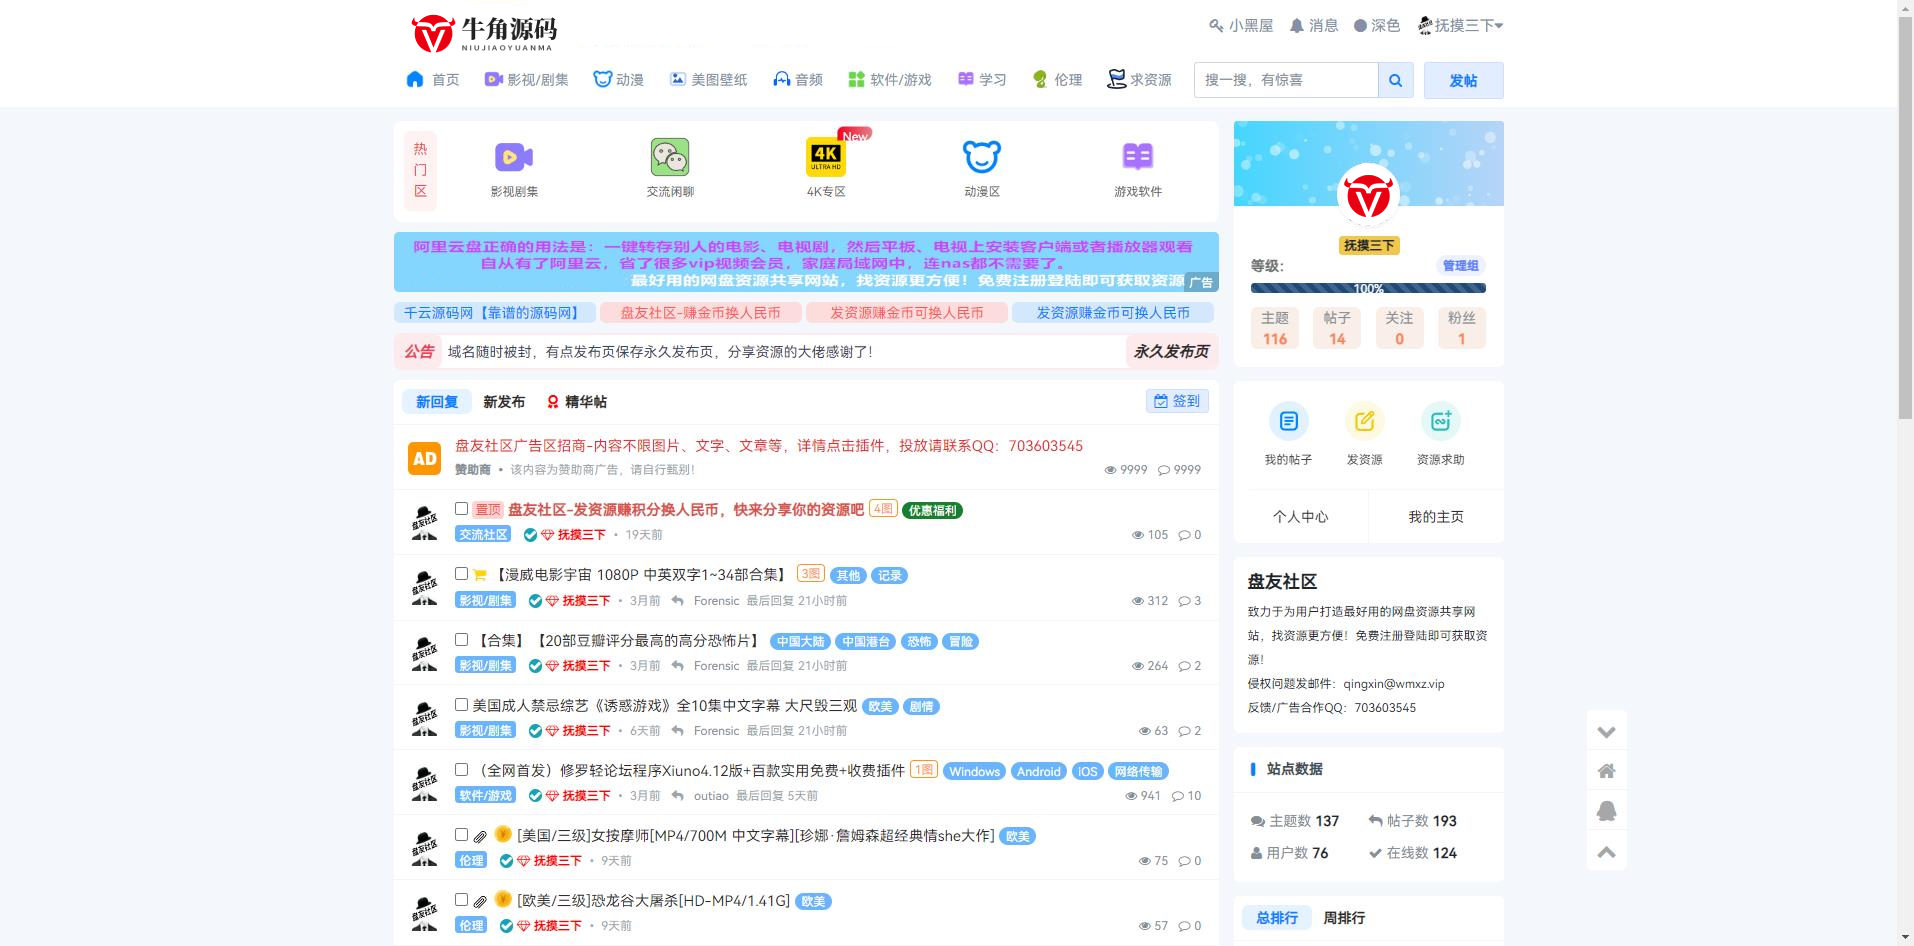 牛角源码
NIUJIAOYUANMA
小黑屋 消息 深色 抚摸三下
首页 影视/剧集 动漫 美图壁纸 音频 软件/游戏 学习 伦理 求资源 搜一搜，有惊喜 发帖
热门区
New
4K
ULTRA HD
影视剧集 交流闲聊 4K专区 动漫区 游戏软件
阿里云盘正确的用法是：一键转存别人的电影、电视剧，然后平板、电视上安装客户端或者播放器观看
自从有了阿里云，省了很多vip视频会员，家庭局域网中，连nas都不需要了。
最好用的网盘资源共享网站，找资源更方便！免费注册登陆即可获取资源
广告
千云源码网【靠谱的源码网】 盘友社区-赚金币换人民币 发资源赚金币可换人民币 发资源赚金币可换人民币
公告 域名随时被封，有点发布页保存永久发布页，分享资源的大佬感谢了！ 永久发布页
新回复 新发布 精华帖 签到
AD
盘友社区广告区招商-内容不限图片、文字、文章等，详情点击插件，投放请联系QQ：703603545
赞助商 • 该内容为赞助商广告，请自行甄别！ 9999 9999
盘友社区
置顶 盘友社区-发资源赚积分换人民币，快来分享你的资源吧 4图 优惠福利
交流社区 抚摸三下 • 19天前 105 0
盘友社区
【漫威电影宇宙 1080P 中英双字1~34部合集】 3图 其他 记录
影视/剧集 抚摸三下 • 3月前 Forensic 最后回复 21小时前 312 3
盘友社区
【合集】【20部豆瓣评分最高的高分恐怖片】 中国大陆 中国港台 恐怖 冒险
影视/剧集 抚摸三下 • 3月前 Forensic 最后回复 21小时前 264 2
盘友社区
美国成人禁忌综艺《诱惑游戏》全10集中文字幕 大尺毁三观 欧美 剧情
影视/剧集 抚摸三下 • 6天前 Forensic 最后回复 21小时前 63 2
盘友社区
（全网首发）修罗轻论坛程序Xiuno4.12版+百款实用免费+收费插件 1图 Windows Android iOS 网络传输
软件/游戏 抚摸三下 • 3月前 outiao 最后回复 5天前 941 10
盘友社区
[美国/三级]女按摩师[MP4/700M 中文字幕][珍娜·詹姆森超经典情she大作] 欧美
伦理 抚摸三下 • 9天前 75 0
盘友社区
[欧美/三级]恐龙谷大屠杀[HD-MP4/1.41G] 欧美
伦理 抚摸三下 • 9天前 57 0
抚摸三下
等级： 管理组
100%
主题 帖子 关注 粉丝
116 14 0 1
我的帖子 发资源 资源求助
个人中心 我的主页
盘友社区
致力于为用户打造最好用的网盘资源共享网
站，找资源更方便！免费注册登陆即可获取资
源！
侵权问题发邮件：qingxin@wmxz.vip
反馈/广告合作QQ：703603545
站点数据
主题数 137 帖子数 193
用户数 76 在线数 124
总排行 周排行